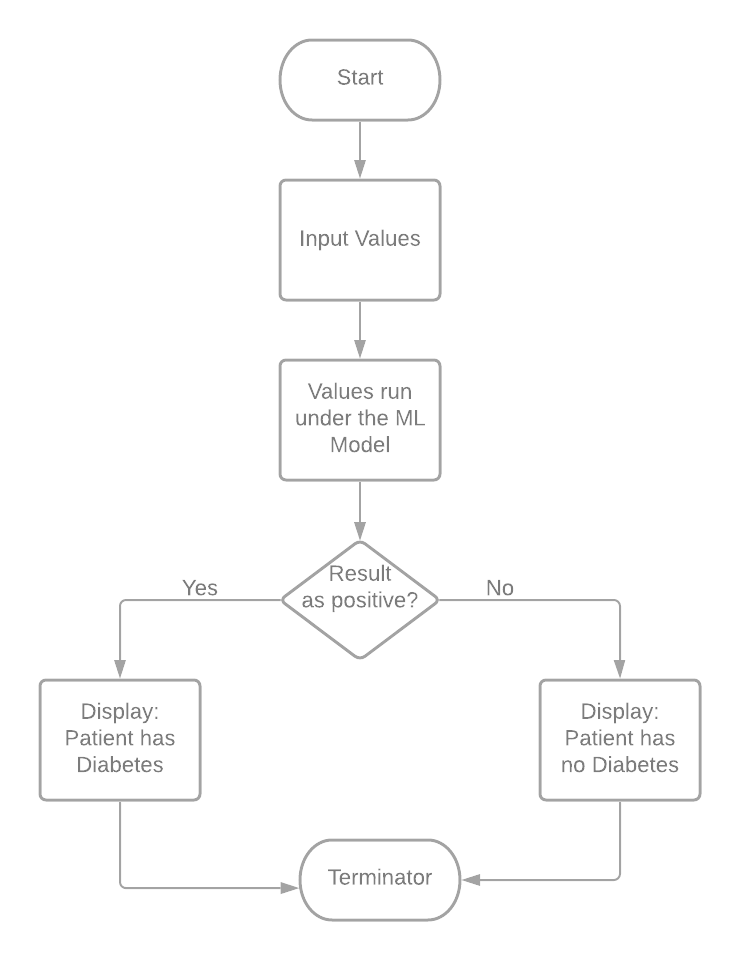 Start
Input Values
Values run
under the ML
Model
Result
as positive?
Yes
No
Display:
Patient has
Diabetes
Display:
Patient has
no Diabetes
Terminator